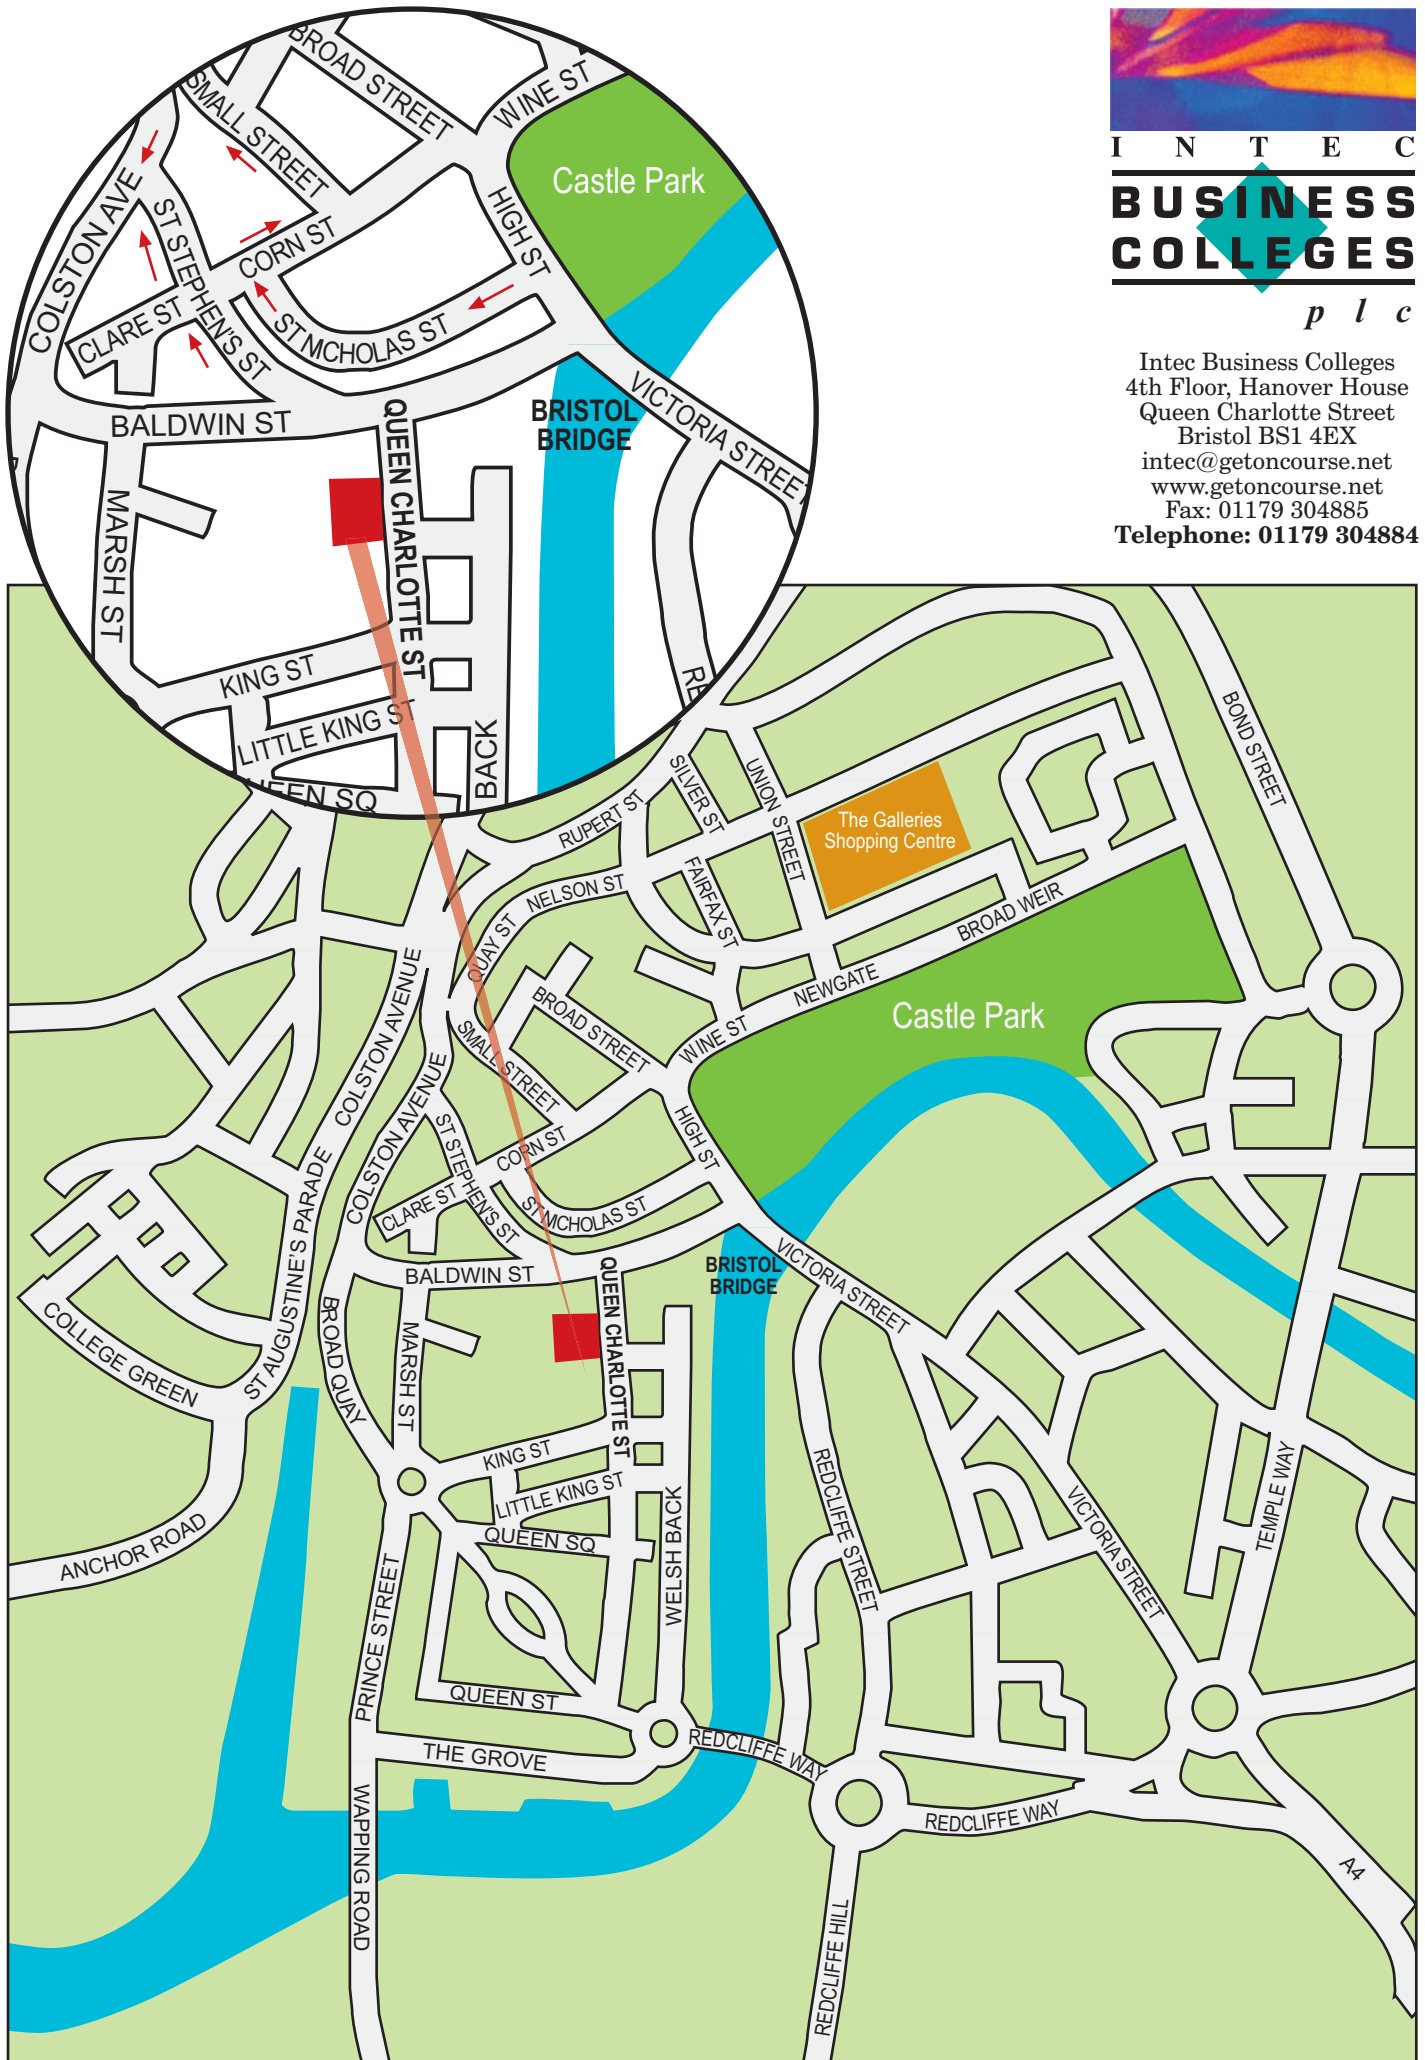 I N T E C
BUSINESS
COLLEGES
plc
Intec Business Colleges
4th Floor, Hanover House
Queen Charlotte Street
Bristol BS1 4EX
intec@getoncourse.net
www.getoncourse.net
Fax: 01179 304885
Telephone: 01179 304884
BROAD STREET
WINE ST
SMALL STREET
Castle Park
COLSTON AVE
ST STEPHEN'S ST
HIGH ST
CORN ST
CLARE ST
ST NICHOLAS ST
VICTORIA STREET
BALDWIN ST
QUEEN CHARLOTTE ST
BRISTOL
BRIDGE
MARSH ST
KING ST
RE
LITTLE KING ST
BACK
UEEN SQ
BOND STREET
SILVER ST
UNION STREET
RUPERT ST
The Galleries
Shopping Centre
NELSON ST
FAIRFAX ST
QUAY ST
BROAD WEIR
NEWGATE
COLSTON AVENUE
BROAD STREET
Castle Park
WINE ST
SMALL STREET
COLSTON AVENUE
HIGH ST
ST STEPHEN'S ST
CORN ST
ST AUGUSTINE'S PARADE
CLARE ST
ST NICHOLAS ST
BALDWIN ST
BRISTOL
BRIDGE
VICTORIA STREET
QUEEN CHARLOTTE ST
BROAD QUAY
MARSH ST
COLLEGE GREEN
KING ST
LITTLE KING ST
REDCLIFFE STREET
TEMPLE WAY
VICTORIA STREET
ANCHOR ROAD
QUEEN SQ
WELSH BACK
PRINCE STREET
QUEEN ST
THE GROVE
REDCLIFFE WAY
REDCLIFFE WAY
WAPPING ROAD
A4
REDCLIFFE HILL